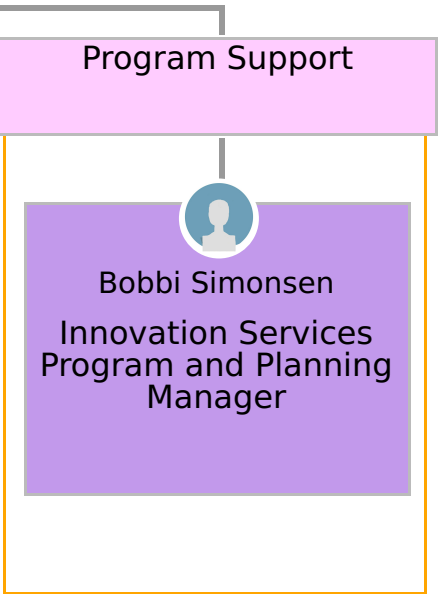 Program Support
Bobbi Simonsen
Innovation Services
Program and Planning
Manager